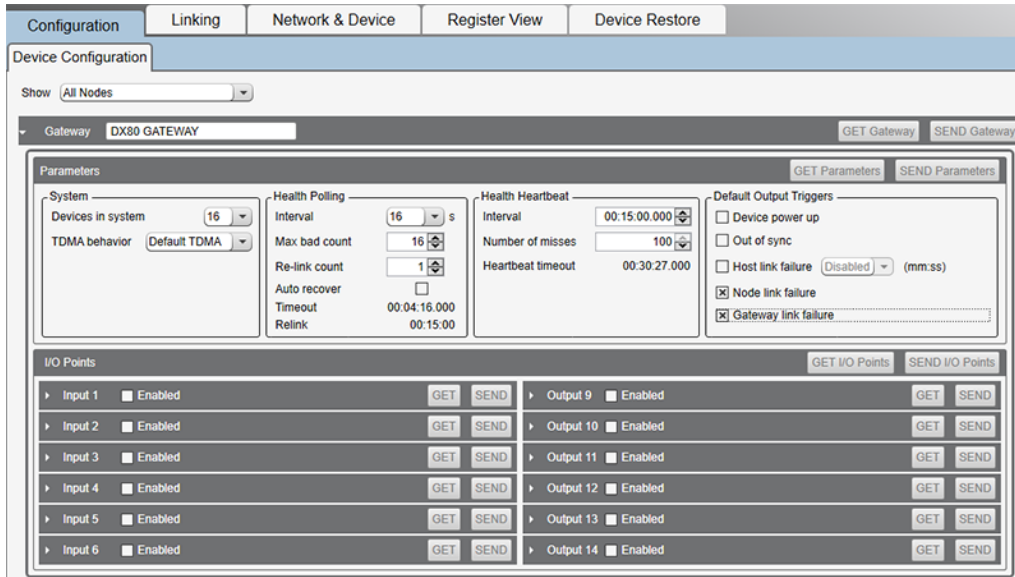 Configuration Linking Network & Device Register View Device Restore
Device Configuration
Show All Nodes
Gateway DX80 GATEWAY GET Gateway SEND Gateway
Parameters GET Parameters SEND Parameters
System
Devices in system 16
TDMA behavior Default TDMA
Health Polling
Interval 16 s
Max bad count 16
Re-link count 1
Auto recover
Timeout 00:04:16.000
Relink 00:15:00
Health Heartbeat
Interval 00:15:00.000
Number of misses 100
Heartbeat timeout 00:30:27.000
Default Output Triggers
Device power up
Out of sync
Host link failure Disabled (mm:ss)
Node link failure
Gateway link failure
I/O Points GET I/O Points SEND I/O Points
Input 1 Enabled GET SEND Output 9 Enabled GET SEND
Input 2 Enabled GET SEND Output 10 Enabled GET SEND
Input 3 Enabled GET SEND Output 11 Enabled GET SEND
Input 4 Enabled GET SEND Output 12 Enabled GET SEND
Input 5 Enabled GET SEND Output 13 Enabled GET SEND
Input 6 Enabled GET SEND Output 14 Enabled GET SEND